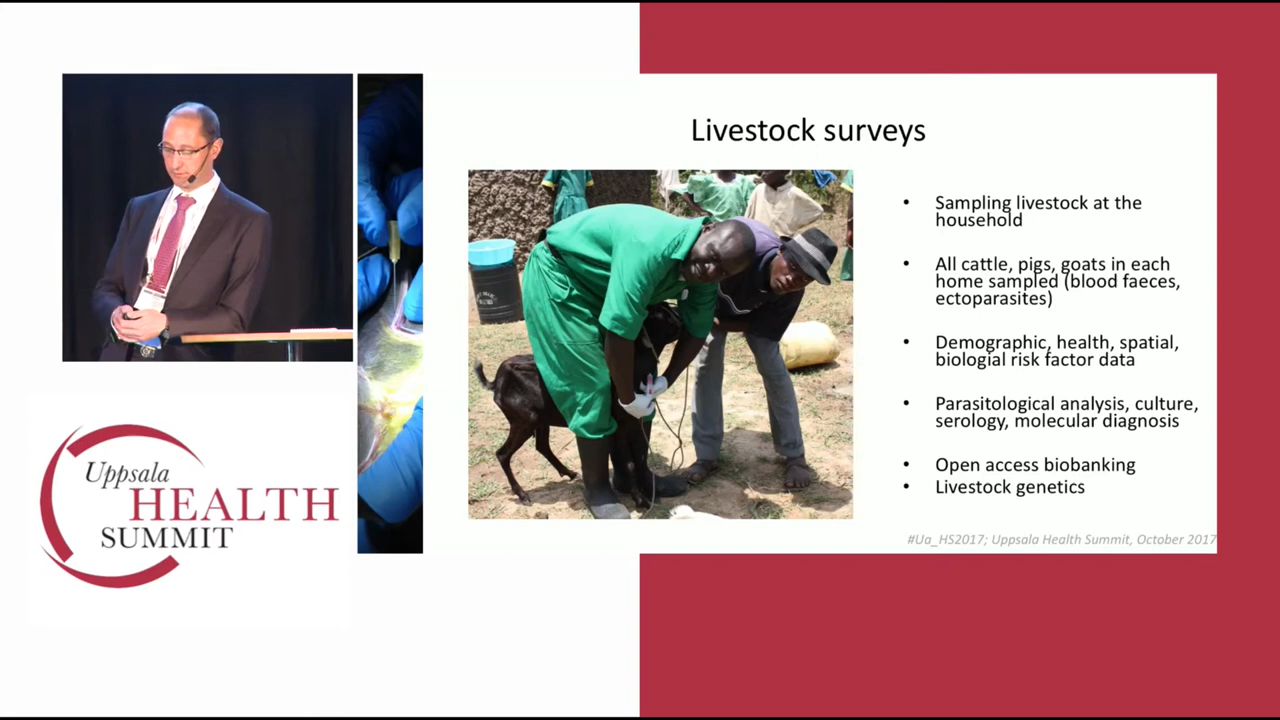 Livestock surveys
• Sampling livestock at the
household
• All cattle, pigs, goats in each
home sampled (blood faeces,
ectoparasites)
• Demographic, health, spatial,
biologial risk factor data
• Parasitological analysis, culture,
serology, molecular diagnosis
• Open access biobanking
• Livestock genetics
#Ua_HS2017; Uppsala Health Summit, October 2017
Uppsala
HEALTH
SUMMIT